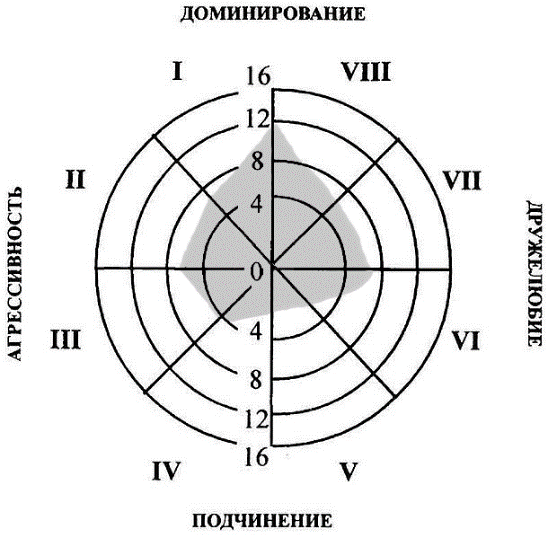 ДОМИНИРОВАНИЕ
I
16
VIII
12
II
8
VII
4
АГРЕССИВНОСТЬ
0
ДРУЖЕЛЮБИЕ
III
4
VI
8
12
IV
16
V
ПОДЧИНЕНИЕ